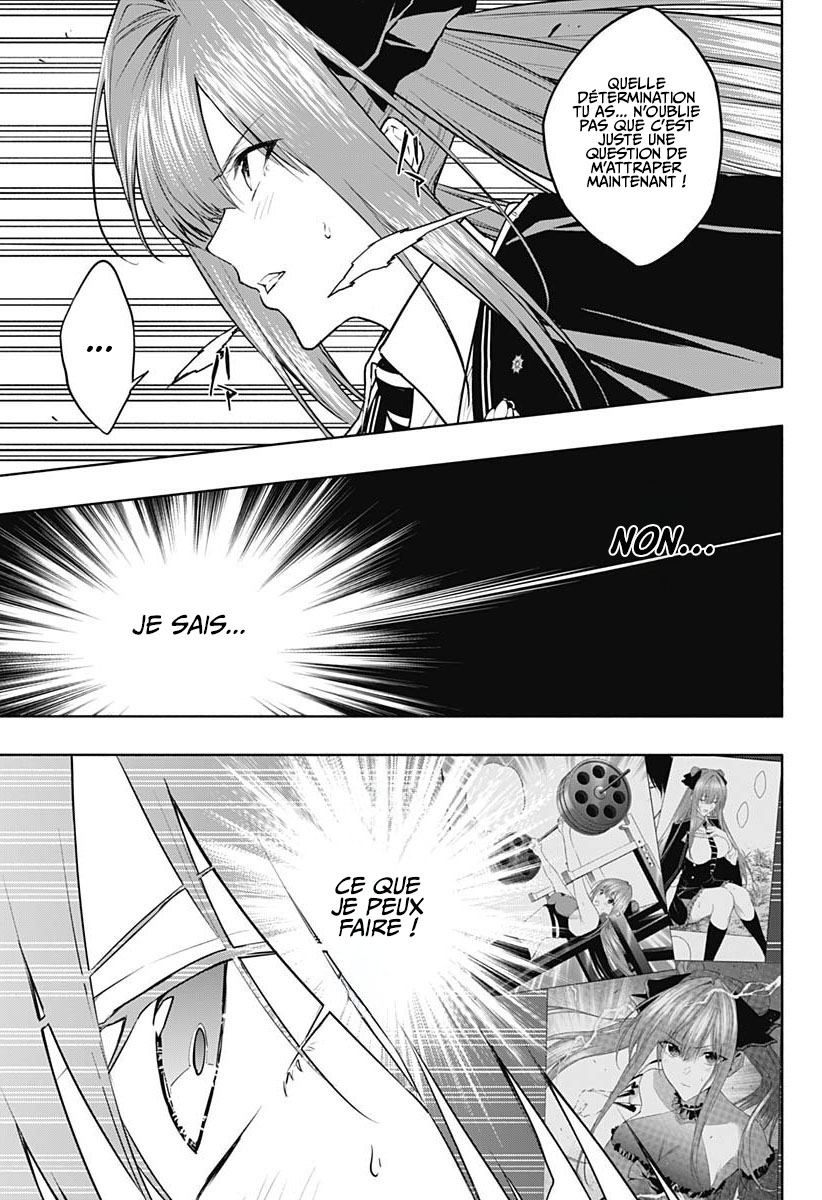 QUELLE
DÉTERMINATION
TU AS... N'OUBLIE
PAS QUE C'EST
JUSTE UNE
QUESTION DE
M'ATTRAPER
MAINTENANT !
...
NON...
JE SAIS...
CE QUE
JE PEUX
FAIRE !